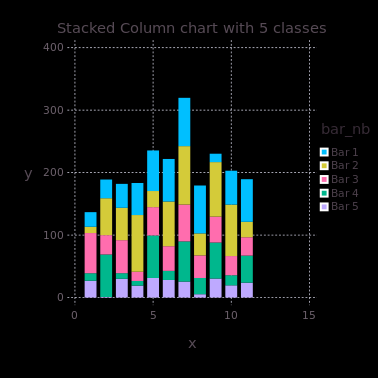 Stacked Column chart with 5 classes
400
300
200
100
0
y
0
5
10
15
x
bar_nb
Bar 1
Bar 2
Bar 3
Bar 4
Bar 5